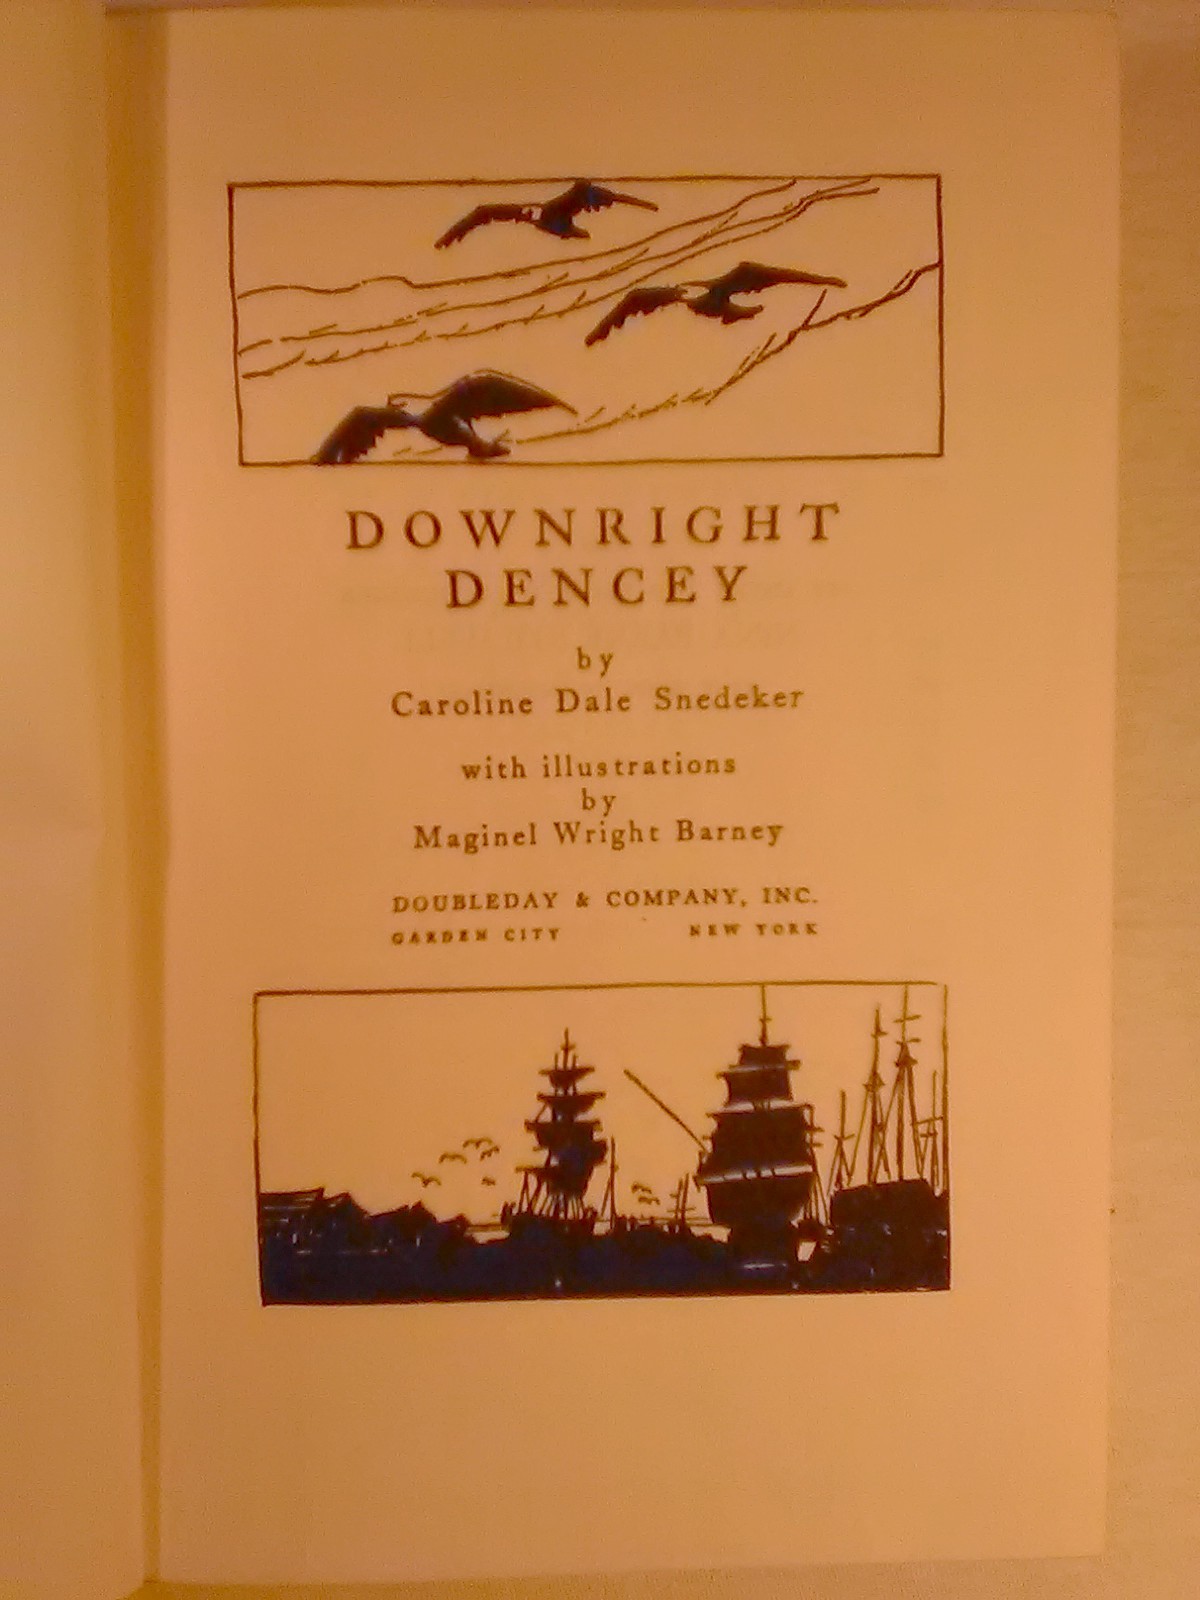 DOWNRIGHT
DENCEY
by
Caroline Dale Snedeker
with illustrations
by
Maginel Wright Barney
DOUBLEDAY & COMPANY, INC.
GARDEN CITY NEW YORK